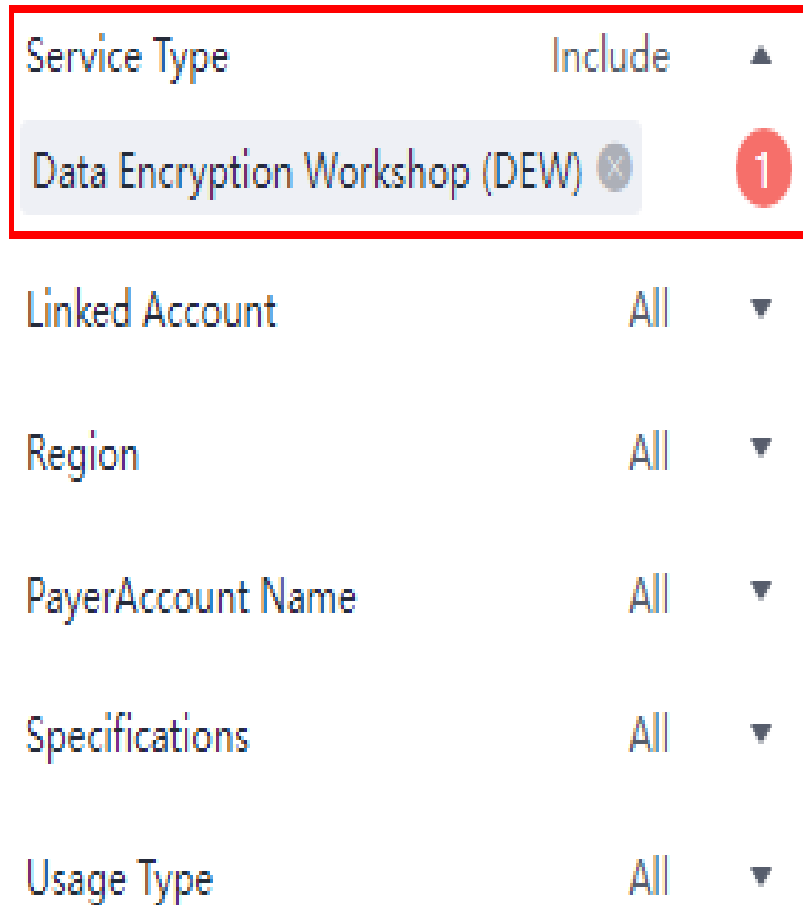 Service Type Include
Data Encryption Workshop (DEW) 1
Linked Account All
Region All
PayerAccount Name All
Specifications All
Usage Type All